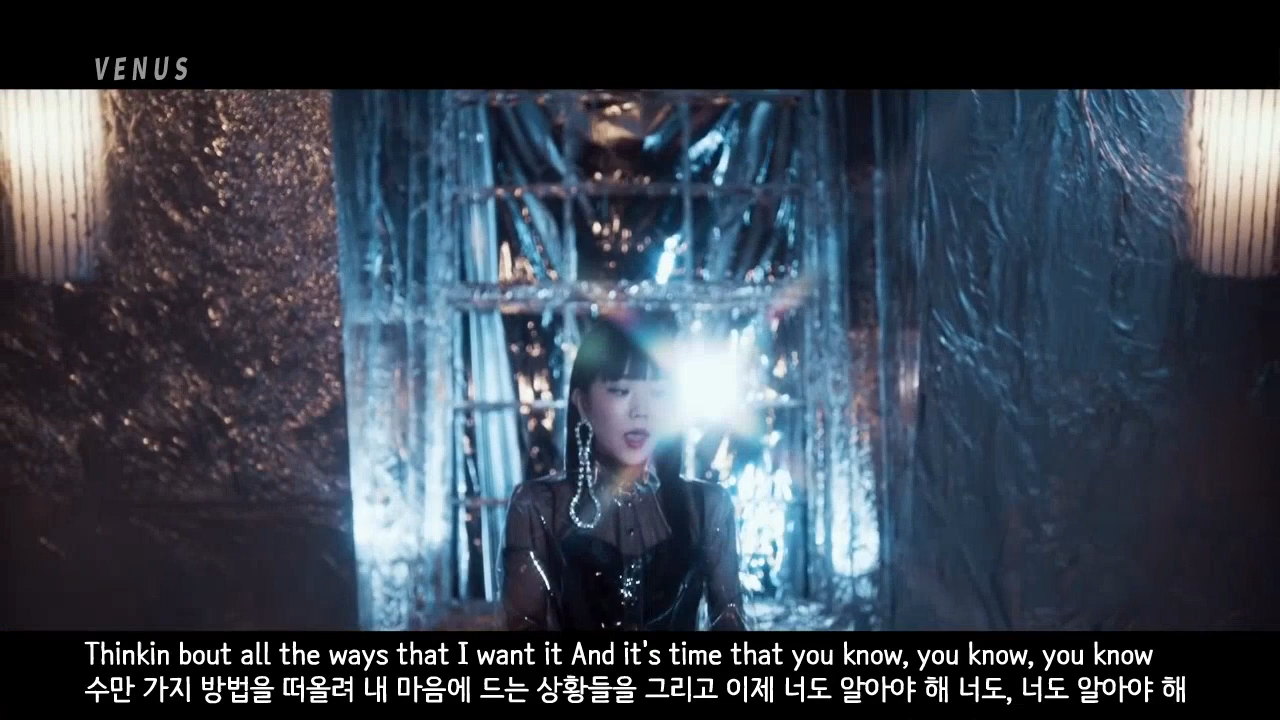 VENUS
Thinkin bout all the ways that I want it And it's time that you know, you know, you know
수만 가지 방법을 떠올려 내 마음에 드는 상황들을 그리고 이제 너도 알아야 해 너도, 너도 알아야 해